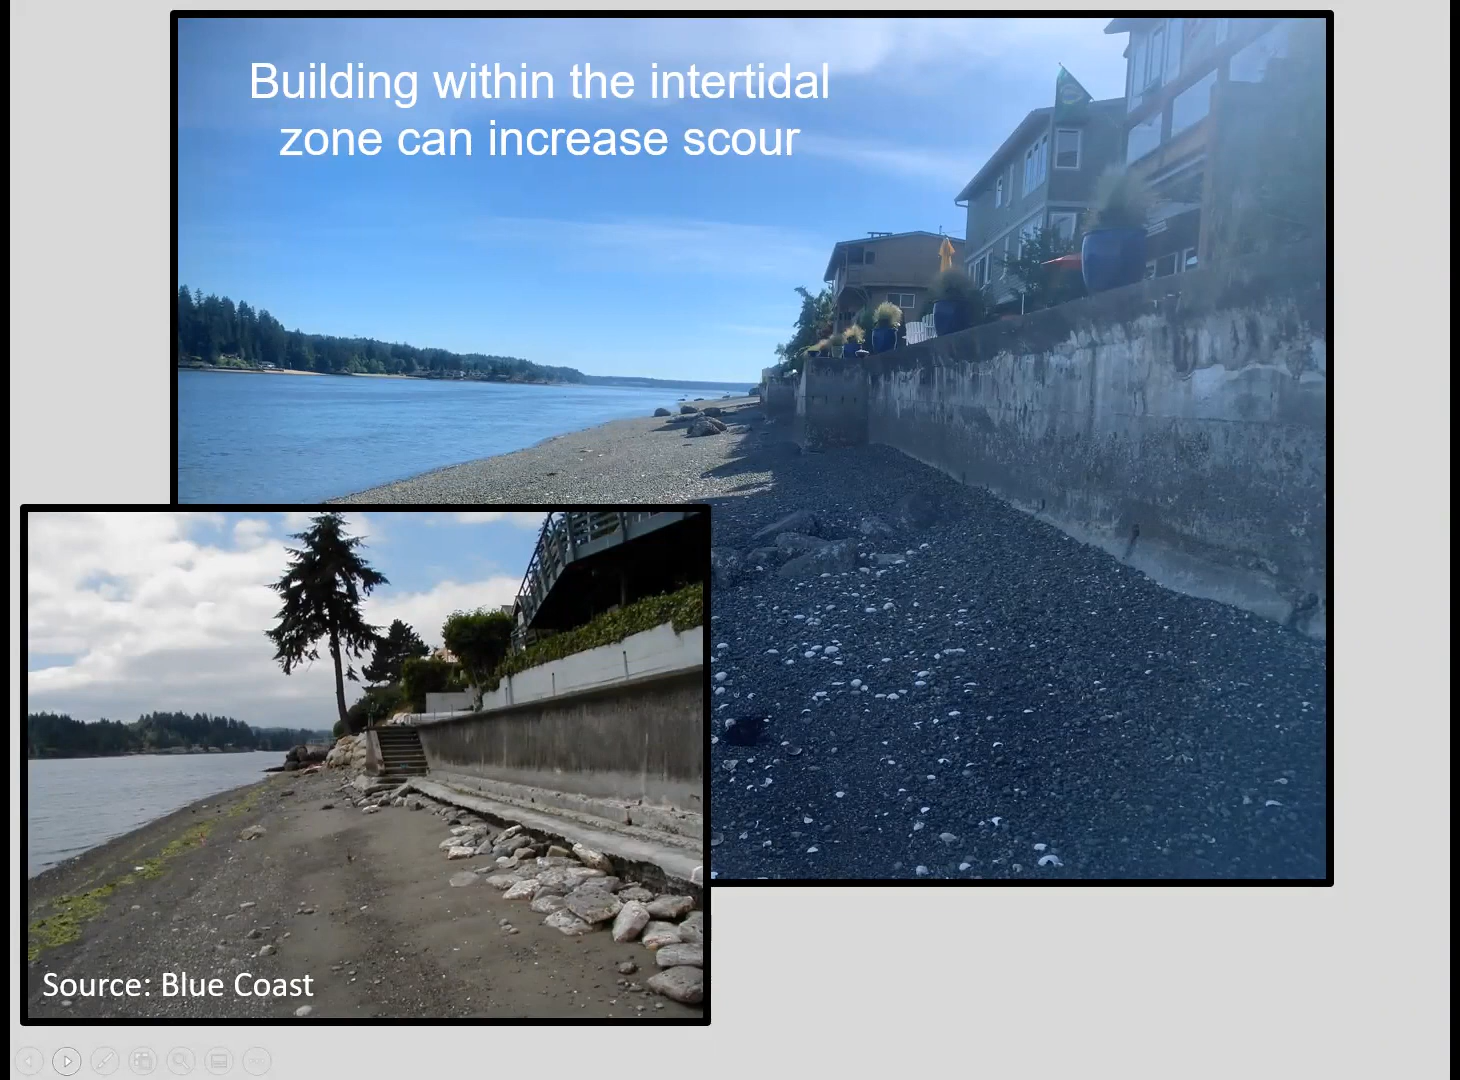 Building within the intertidal
zone can increase scour
Source: Blue Coast